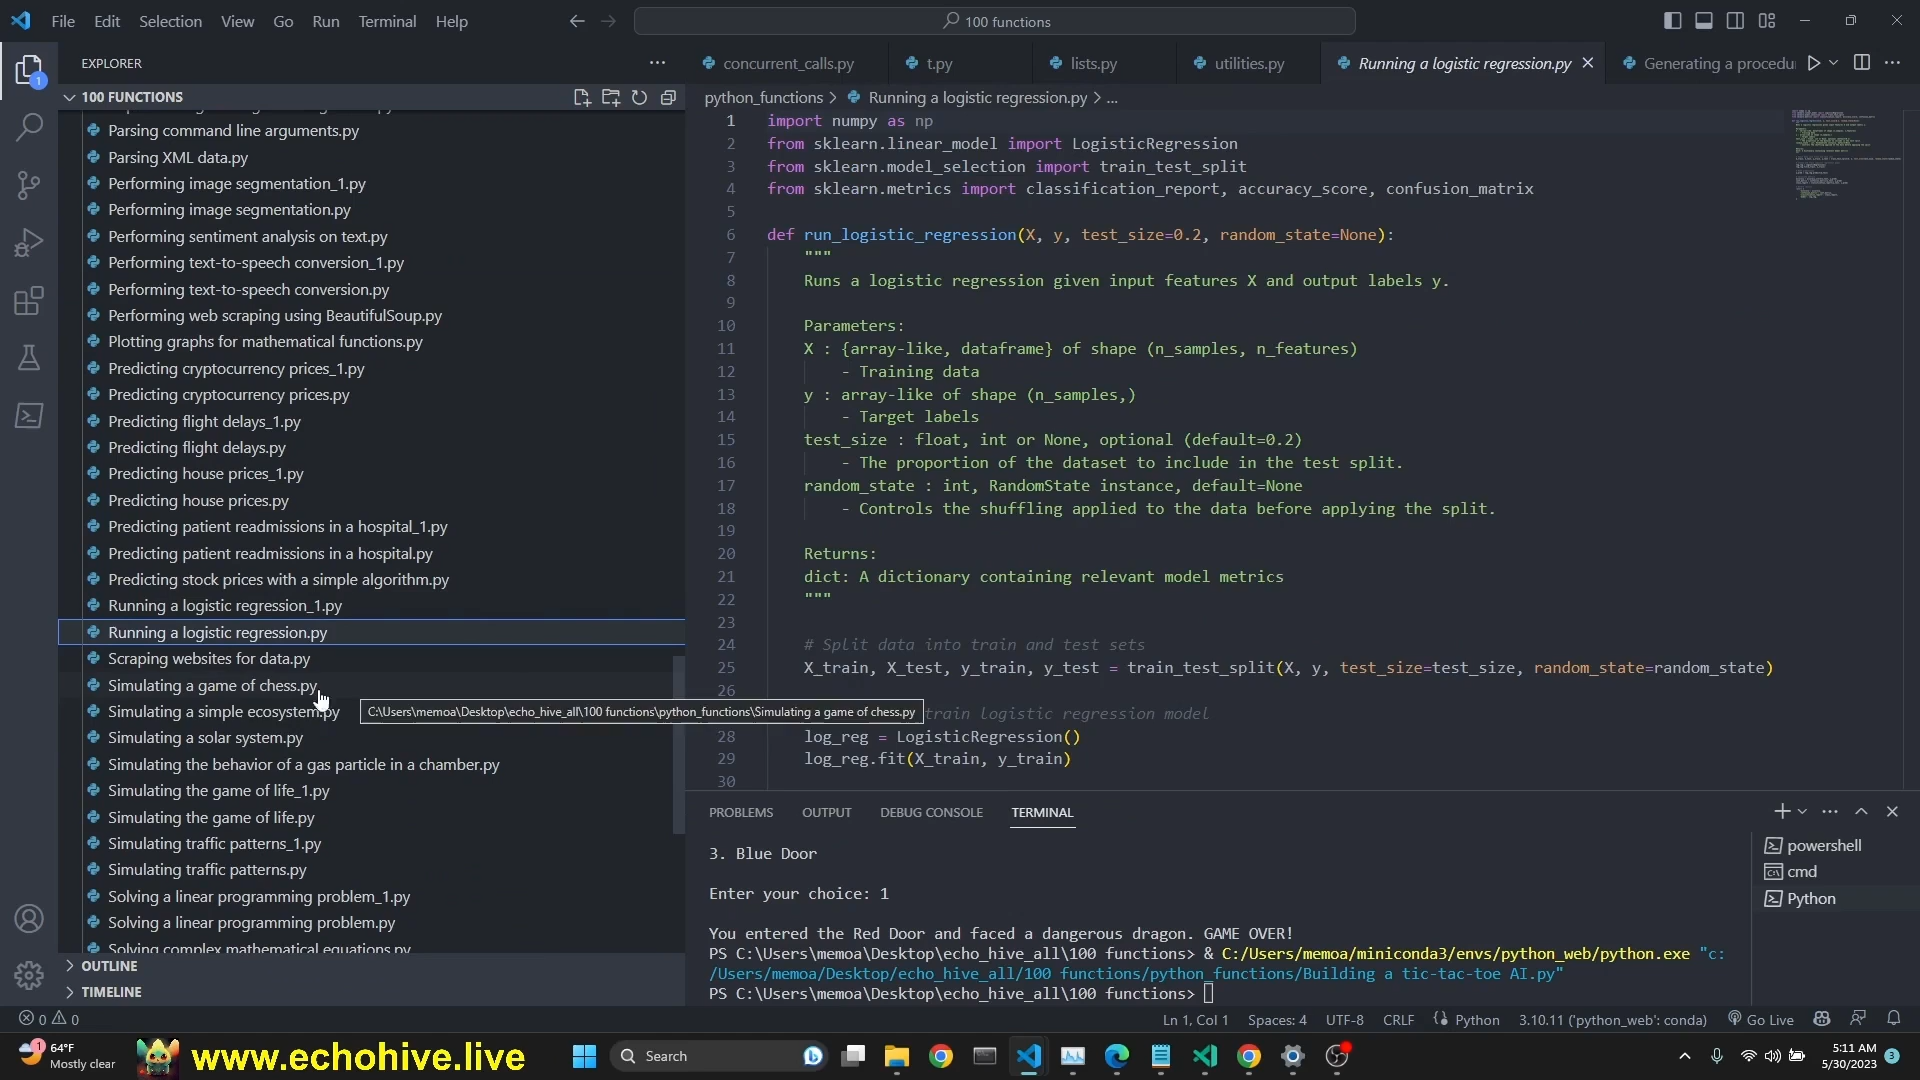 File Edit Selection View Go Run Terminal Help
100 functions
EXPLORER
1
100 FUNCTIONS
Parsing command line arguments.py
Parsing XML data.py
Performing image segmentation_1.py
Performing image segmentation.py
Performing sentiment analysis on text.py
Performing text-to-speech conversion_1.py
Performing text-to-speech conversion.py
Performing web scraping using BeautifulSoup.py
Plotting graphs for mathematical functions.py
Predicting cryptocurrency prices_1.py
Predicting cryptocurrency prices.py
Predicting flight delays_1.py
Predicting flight delays.py
Predicting house prices_1.py
Predicting house prices.py
Predicting patient readmissions in a hospital_1.py
Predicting patient readmissions in a hospital.py
Predicting stock prices with a simple algorithm.py
Running a logistic regression_1.py
Running a logistic regression.py
Scraping websites for data.py
Simulating a game of chess.py
Simulating a simple ecosystem.py
Simulating a solar system.py
Simulating the behavior of a gas particle in a chamber.py
Simulating the game of life_1.py
Simulating the game of life.py
Simulating traffic patterns_1.py
Simulating traffic patterns.py
Solving a linear programming problem_1.py
Solving a linear programming problem.py
Solving complex mathematical equations.py
OUTLINE
TIMELINE
C:\Users\memoa\Desktop\echo_hive_all\100 functions\python_functions\Simulating a game of chess.py
concurrent_calls.py t.py lists.py utilities.py Running a logistic regression.py Generating a procedu
python_functions > Running a logistic regression.py > ...
1 import numpy as np
2 from sklearn.linear_model import LogisticRegression
3 from sklearn.model_selection import train_test_split
4 from sklearn.metrics import classification_report, accuracy_score, confusion_matrix
5
6 def run_logistic_regression(X, y, test_size=0.2, random_state=None):
7 """
8 Runs a logistic regression given input features X and output labels y.
9
10 Parameters:
11 X : {array-like, dataframe} of shape (n_samples, n_features)
12 - Training data
13 y : array-like of shape (n_samples,)
14 - Target labels
15 test_size : float, int or None, optional (default=0.2)
16 - The proportion of the dataset to include in the test split.
17 random_state : int, RandomState instance, default=None
18 - Controls the shuffling applied to the data before applying the split.
19
20 Returns:
21 dict: A dictionary containing relevant model metrics
22 """
23
24 # Split data into train and test sets
25 X_train, X_test, y_train, y_test = train_test_split(X, y, test_size=test_size, random_state=random_state)
26
train logistic regression model
28 log_reg = LogisticRegression()
29 log_reg.fit(X_train, y_train)
30
PROBLEMS OUTPUT DEBUG CONSOLE TERMINAL
3. Blue Door
Enter your choice: 1
You entered the Red Door and faced a dangerous dragon. GAME OVER!
PS C:\Users\memoa\Desktop\echo_hive_all\100 functions> & C:/Users/memoa/miniconda3/envs/python_web/python.exe "c:
/Users/memoa/Desktop/echo_hive_all/100 functions/python_functions/Building a tic-tac-toe AI.py"
PS C:\Users\memoa\Desktop\echo_hive_all\100 functions>
powershell
cmd
Python
0 0
Ln 1, Col 1 Spaces: 4 UTF-8 CRLF Python 3.10.11 ('python_web': conda) Go Live
1
64°F
Mostly clear
www.echohive.live
Search
5:11 AM
5/30/2023
3